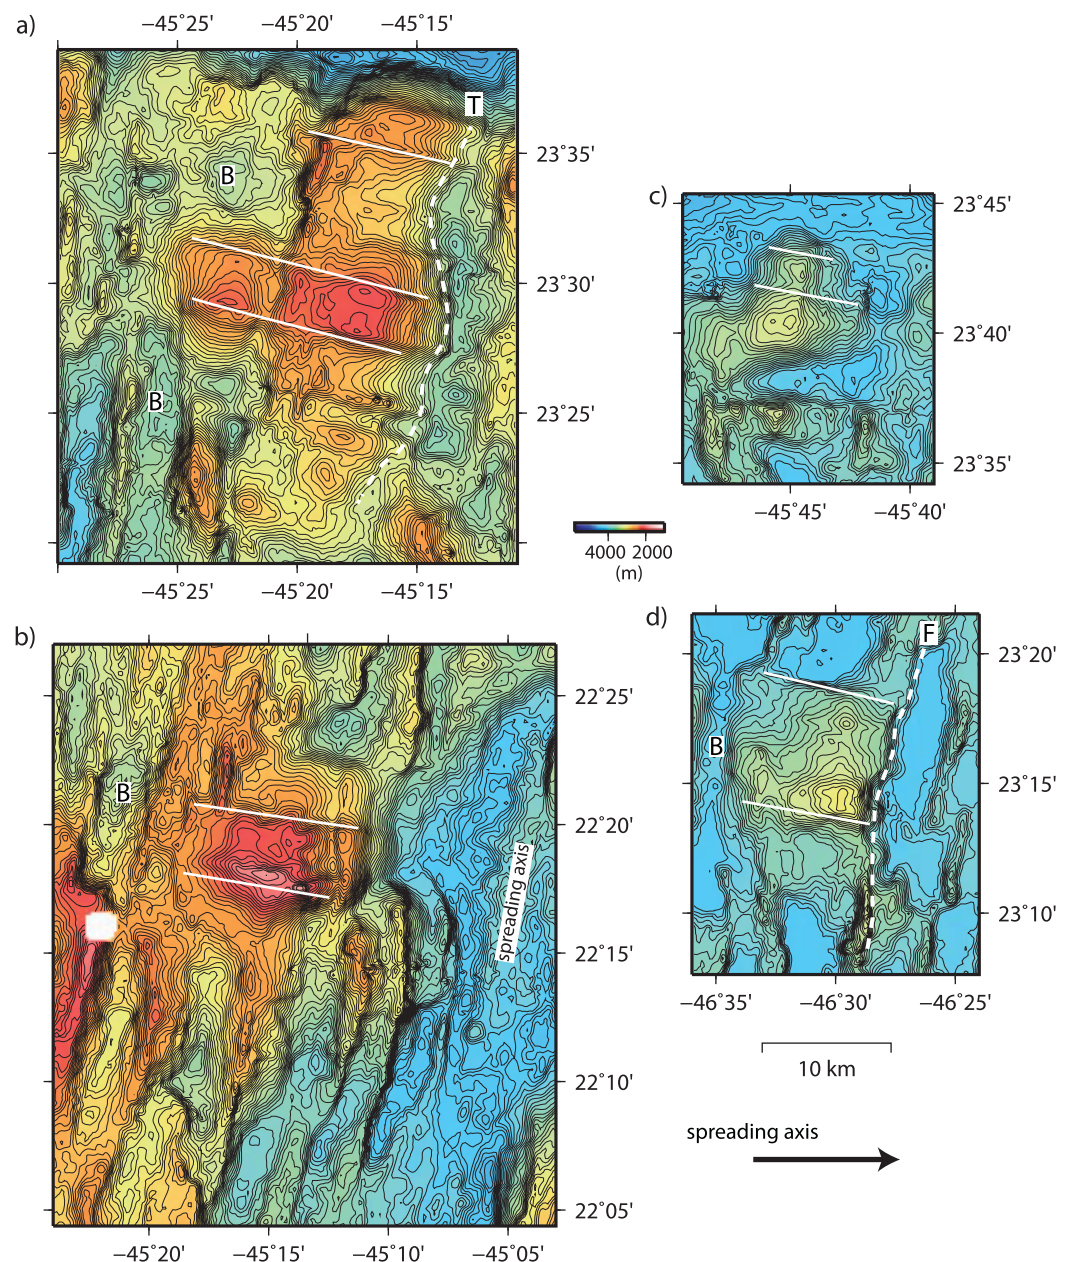 a)
−45˚25' −45˚20' −45˚15'
T
23˚35'
B
23˚30'
B
23˚25'
−45˚25' −45˚20' −45˚15'
c)
23˚45'
23˚40'
23˚35'
−45˚45' −45˚40'
4000 2000
(m)
b)
22˚25'
B
22˚20'
spreading axis
22˚15'
22˚10'
22˚05'
−45˚20' −45˚15' −45˚10' −45˚05'
d)
F
23˚20'
B
23˚15'
23˚10'
−46˚35' −46˚30' −46˚25'
10 km
spreading axis